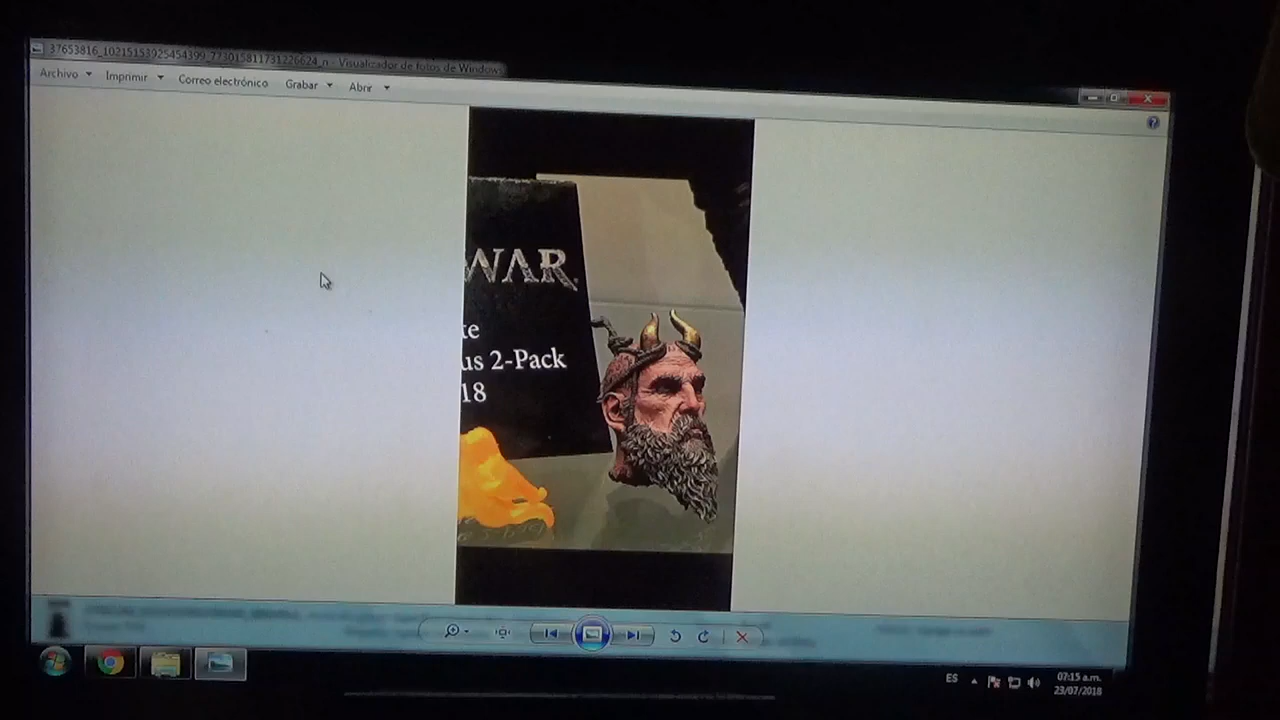 37653816_10215153925454399_773015811731226624_n - Visualizador de fotos de Windows
Archivo Imprimir Correo electrónico Grabar Abrir
WAR
te
us 2-Pack
18
ES 07:15 a.m.
23/07/2018